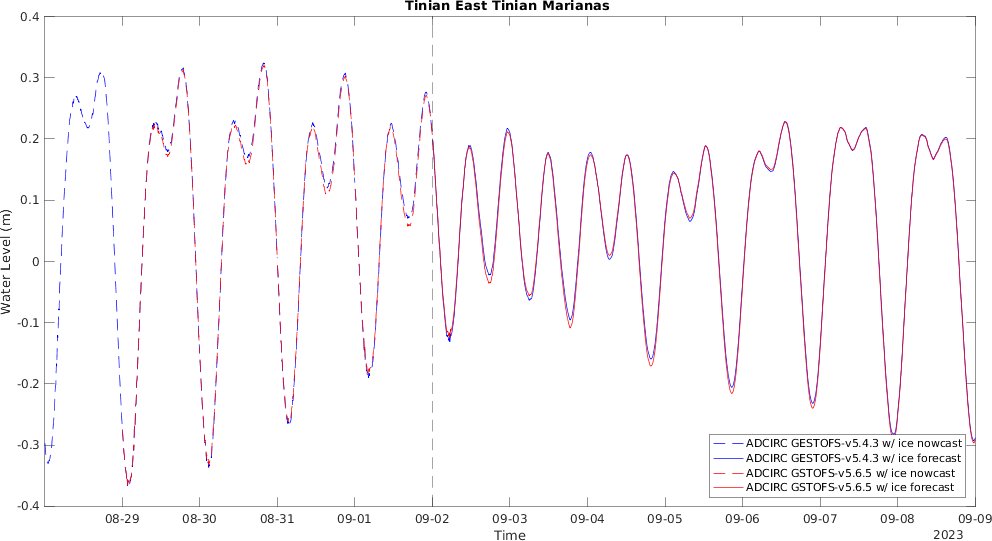 Tinian East Tinian Marianas
0.4
0.3
0.2
0.1
0
-0.1
-0.2
-0.3
-0.4
Water Level (m)
08-29 08-30 08-31 09-01 09-02 09-03 09-04 09-05 09-06 09-07 09-08 09-09
Time
2023
ADCIRC GESTOFS-v5.4.3 w/ ice nowcast
ADCIRC GESTOFS-v5.4.3 w/ ice forecast
ADCIRC GSTOFS-v5.6.5 w/ ice nowcast
ADCIRC GSTOFS-v5.6.5 w/ ice forecast